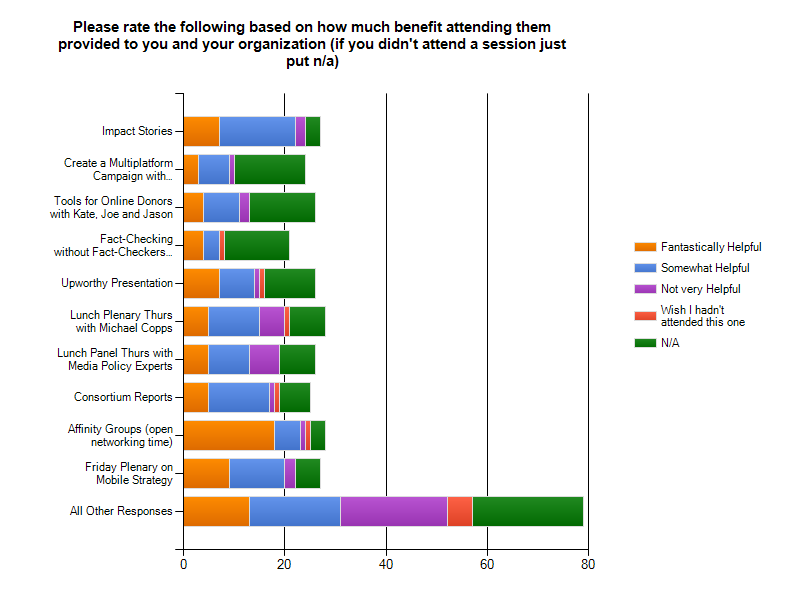 Please rate the following based on how much benefit attending them
provided to you and your organization (if you didn't attend a session just
put n/a)
Impact Stories
Create a Multiplatform
Campaign with...
Tools for Online Donors
with Kate, Joe and Jason
Fact-Checking
without Fact-Checkers...
Upworthy Presentation
Lunch Plenary Thurs
with Michael Copps
Lunch Panel Thurs with
Media Policy Experts
Consortium Reports
Affinity Groups (open
networking time)
Friday Plenary on
Mobile Strategy
All Other Responses
0 20 40 60 80
Fantastically Helpful
Somewhat Helpful
Not very Helpful
Wish I hadn't
attended this one
N/A